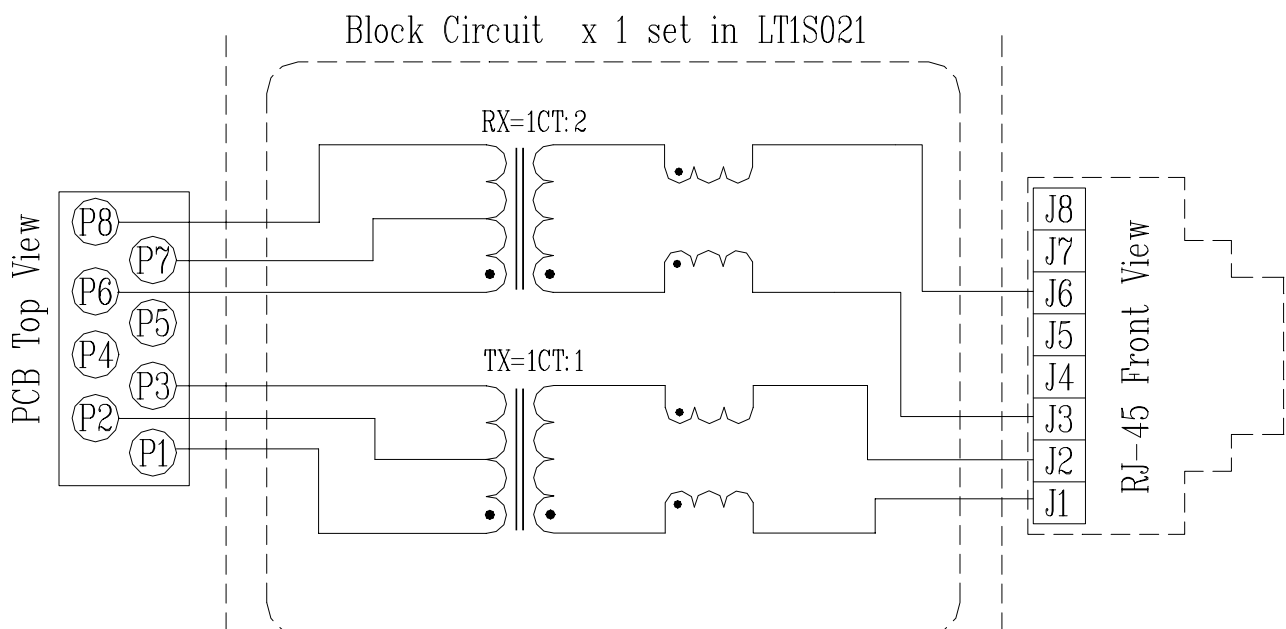 Block Circuit x 1 set in LT1S021
RX=1CT:2
TX=1CT:1
PCB Top View
P8
P7
P6
P5
P4
P3
P2
P1
J8
J7
J6
J5
J4
J3
J2
J1
RJ-45 Front View